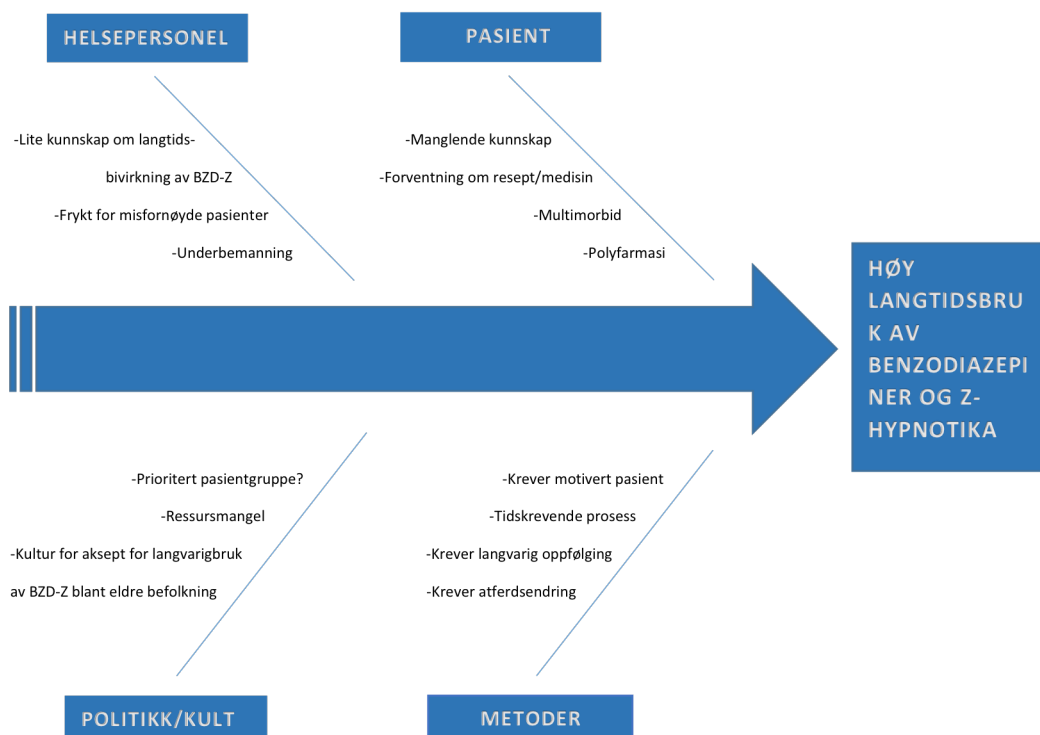 HELSEPERSONEL
-Lite kunnskap om langtids-
bivirkning av BZD-Z
-Frykt for misfornøyde pasienter
-Underbemanning
PASIENT
-Manglende kunnskap
-Forventning om resept/medisin
-Multimorbid
-Polyfarmasi
HØY
LANGTIDSBRU
K AV
BENZODIAZEPI
NER OG Z-
HYPNOTIKA
-Prioritert pasientgruppe?
-Ressursmangel
-Kultur for aksept for langvarigbruk
av BZD-Z blant eldre befolkning
POLITIKK/KULT
-Krever motivert pasient
-Tidskrevende prosess
-Krever langvarig oppfølging
-Krever atferdsendring
METODER